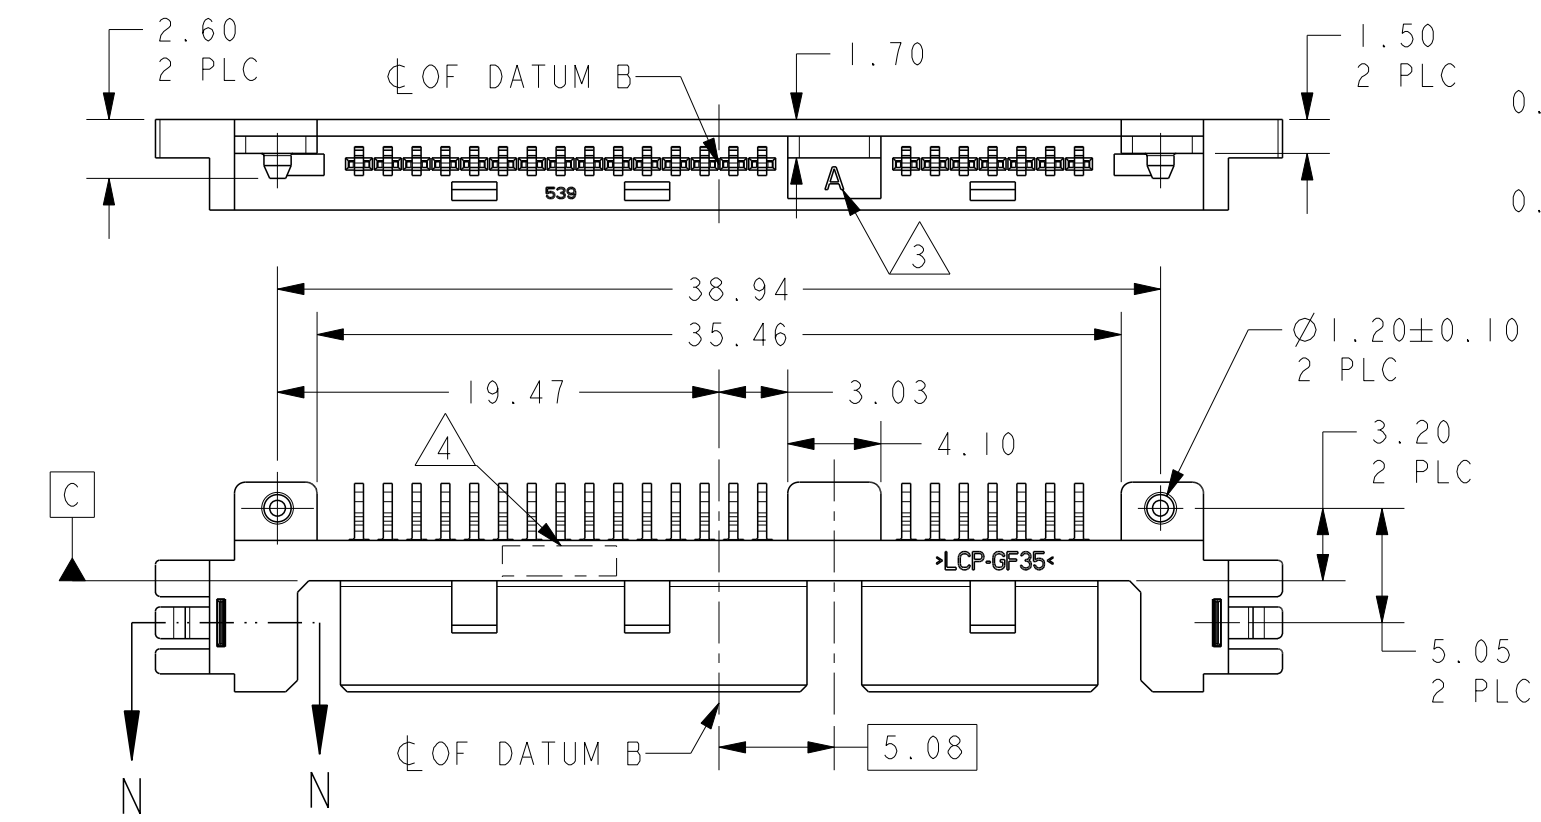 2.60
2 PLC
℄ OF DATUM B
1.70
1.50
2 PLC
0.
539
A
0.
3
38.94
35.46
Ø1.20±0.10
2 PLC
19.47
3.03
4
4.10
3.20
2 PLC
C
>LCP-GF35<
5.05
2 PLC
℄ OF DATUM B
5.08
N
N